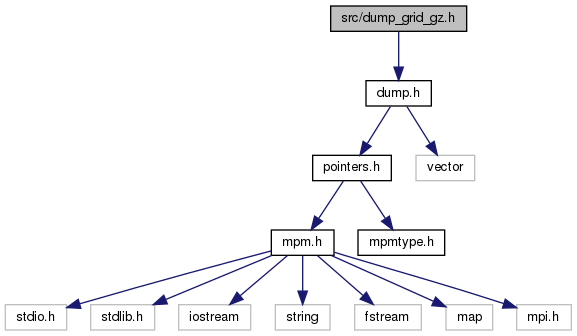 src/dump_grid_gz.h
dump.h
pointers.h
vector
mpm.h
mpmtype.h
stdio.h
stdlib.h
iostream
string
fstream
map
mpi.h